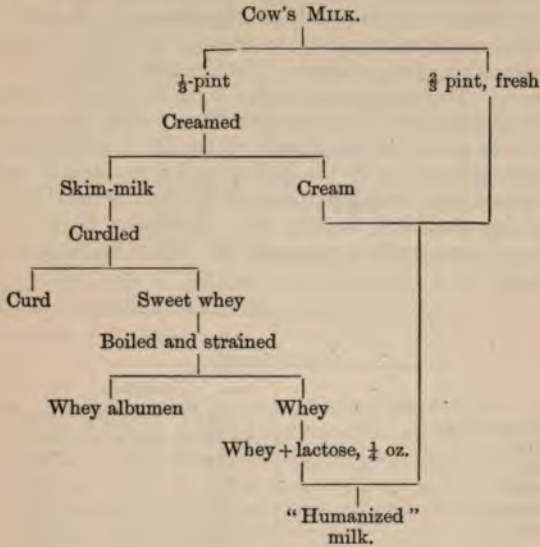 Cow's Milk.
⅓-pint ⅔ pint, fresh
Creamed
Skim-milk Cream
Curdled
Curd Sweet whey
Boiled and strained
Whey albumen Whey
Whey + lactose, ¼ oz.
"Humanized"
milk.